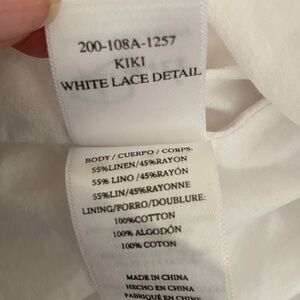 200-108A-1257
KIKI
WHITE LACE DETAIL
BODY / CUERPO / CORPS:
55%LINEN/45%RAYON
55% LINO /45%RAYON
55%LIN/45%RAYONNE
LINING/FORRO/DOUBLURE:
100%COTTON
100% ALGODÓN
100% COTON
MADE IN CHINA
HECHO EN CHINA
FABRIQUÉ EN CHINE